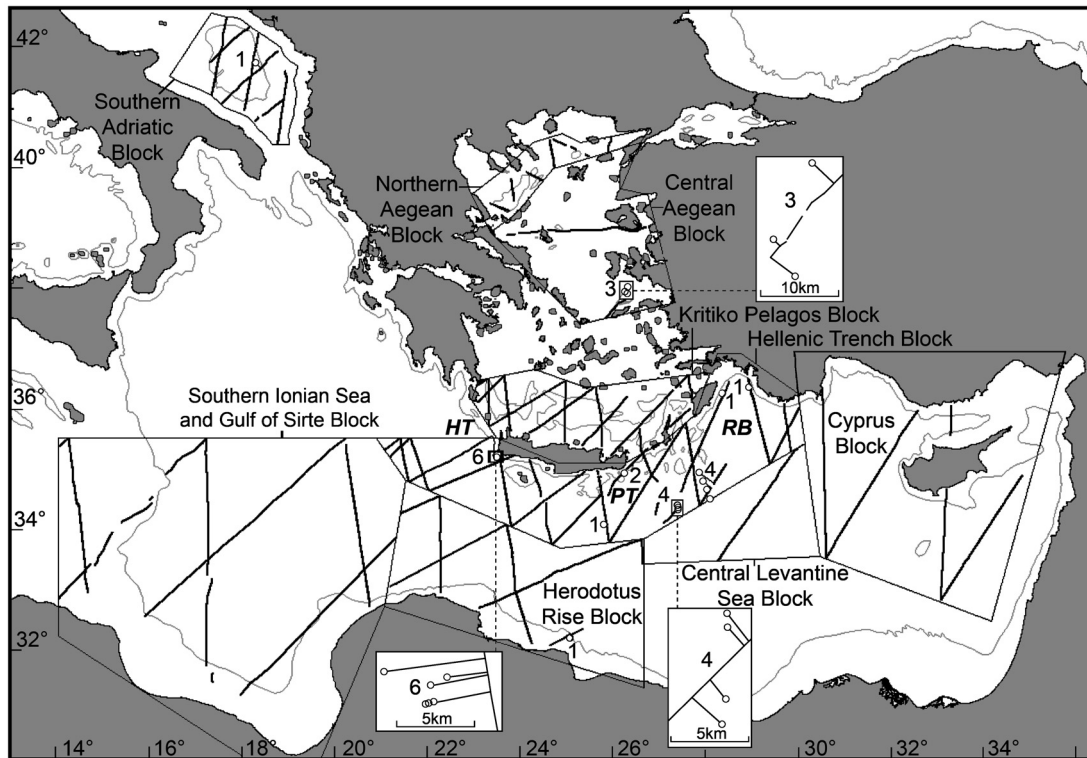 42°
1
Southern
Adriatic
Block
40°
Northern
Aegean
Block
Central
Aegean
Block
3
10km
3
Kritiko Pelagos Block
Hellenic Trench Block
36°
Southern Ionian Sea
and Gulf of Sirte Block
HT
6
1
RB
Cyprus
Block
2
PT
4
4
1
34°
Herodotus
Rise Block
Central Levantine
Sea Block
32°
1
6
5km
4
5km
14°
16°
18°
20°
22°
24°
26°
28°
30°
32°
34°